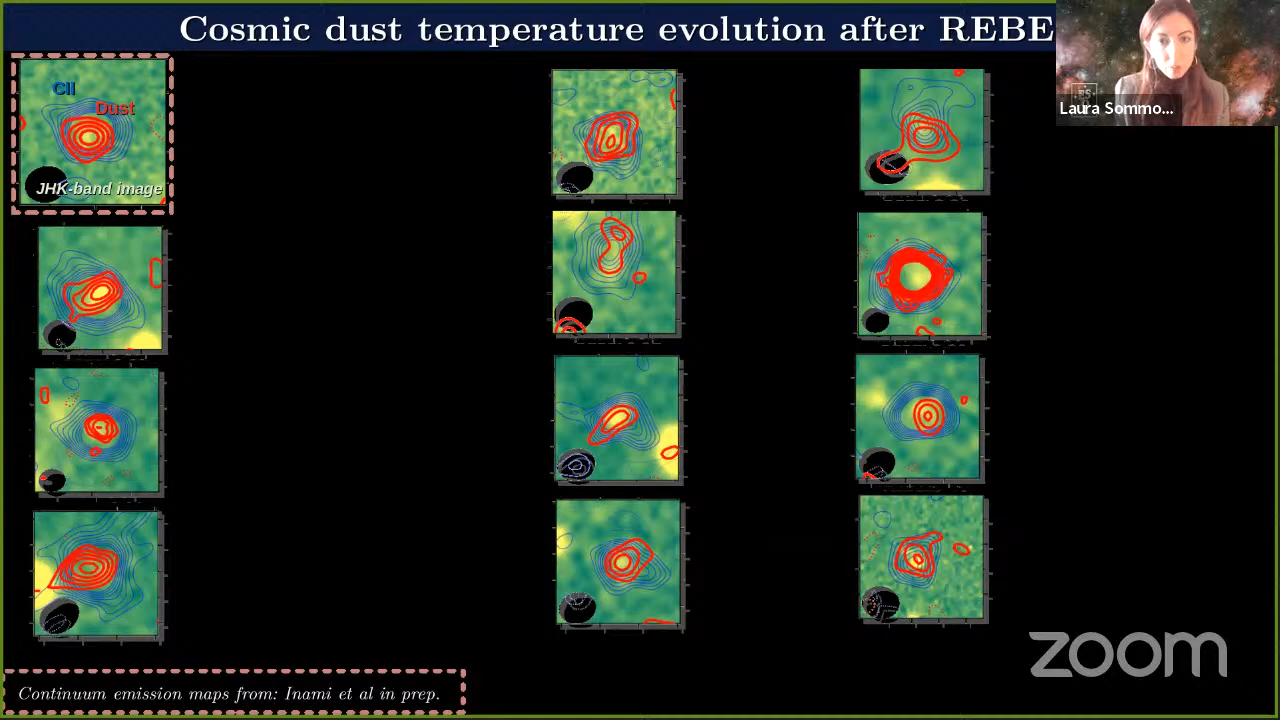 Cosmic dust temperature evolution after REBE
Laura Sommo...
CII
Dust
JHK-band image
Continuum emission maps from: Inami et al in prep.
zoom